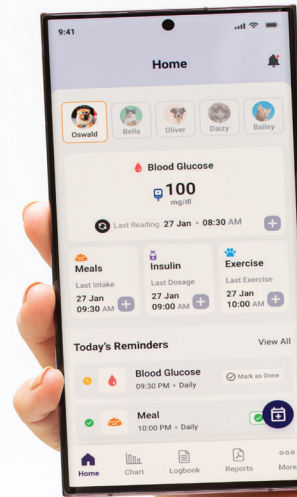 9:41
Home
Oswald
Bella
Oliver
Daizy
Bailey
Blood Glucose
100
mg/dl
Last Reading 27 Jan • 08:30 AM
Meals
Last Intake
27 Jan
09:30 AM
Insulin
Last Dosage
27 Jan
09:00 AM
Exercise
Last Exercise
27 Jan
10:00 AM
Today's Reminders
View All
Blood Glucose
09:30 PM • Daily
Mark as Done
Meal
10:00 PM • Daily
Home
Chart
Logbook
Reports
More